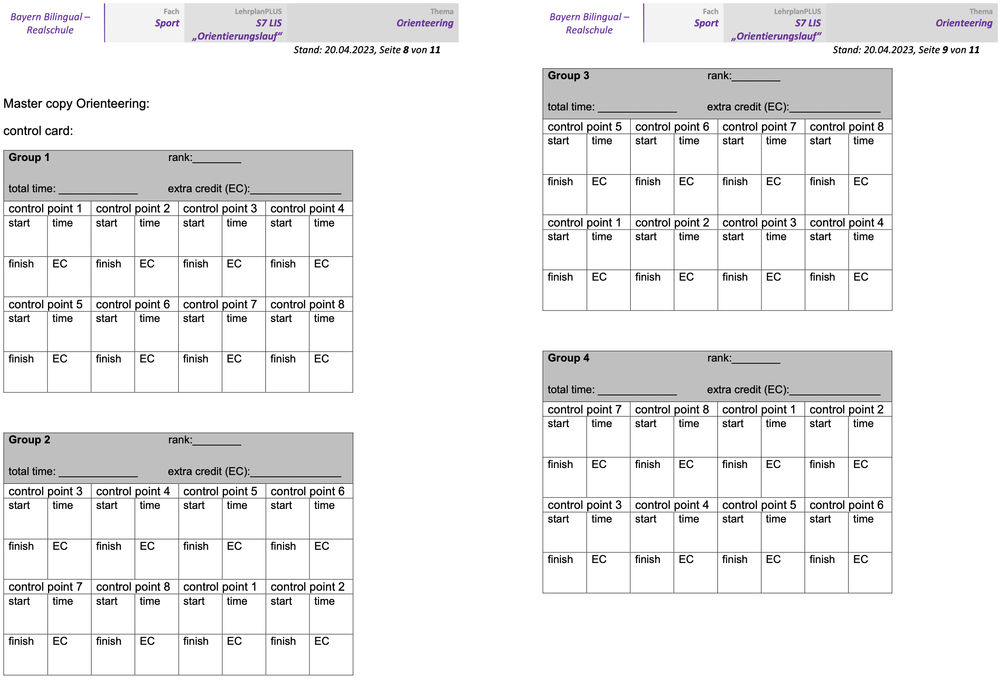 Bayern Bilingual –
Realschule
Fach
Sport
LehrplanPLUS
S7 LIS
„Orientierungslauf“
Thema
Orienteering
Stand: 20.04.2023, Seite 8 von 11
Master copy Orienteering:
control card:
Group 1 rank:________
total time: _____________ extra credit (EC):_______________
control point 1 control point 2 control point 3 control point 4
start time start time start time start time
finish EC finish EC finish EC finish EC
control point 5 control point 6 control point 7 control point 8
start time start time start time start time
finish EC finish EC finish EC finish EC
Group 2 rank:________
total time: _____________ extra credit (EC):_______________
control point 3 control point 4 control point 5 control point 6
start time start time start time start time
finish EC finish EC finish EC finish EC
control point 7 control point 8 control point 1 control point 2
start time start time start time start time
finish EC finish EC finish EC finish EC
Bayern Bilingual –
Realschule
Fach
Sport
LehrplanPLUS
S7 LIS
„Orientierungslauf“
Thema
Orienteering
Stand: 20.04.2023, Seite 9 von 11
Group 3 rank:________
total time: _____________ extra credit (EC):_______________
control point 5 control point 6 control point 7 control point 8
start time start time start time start time
finish EC finish EC finish EC finish EC
control point 1 control point 2 control point 3 control point 4
start time start time start time start time
finish EC finish EC finish EC finish EC
Group 4 rank:________
total time: _____________ extra credit (EC):_______________
control point 7 control point 8 control point 1 control point 2
start time start time start time start time
finish EC finish EC finish EC finish EC
control point 3 control point 4 control point 5 control point 6
start time start time start time start time
finish EC finish EC finish EC finish EC